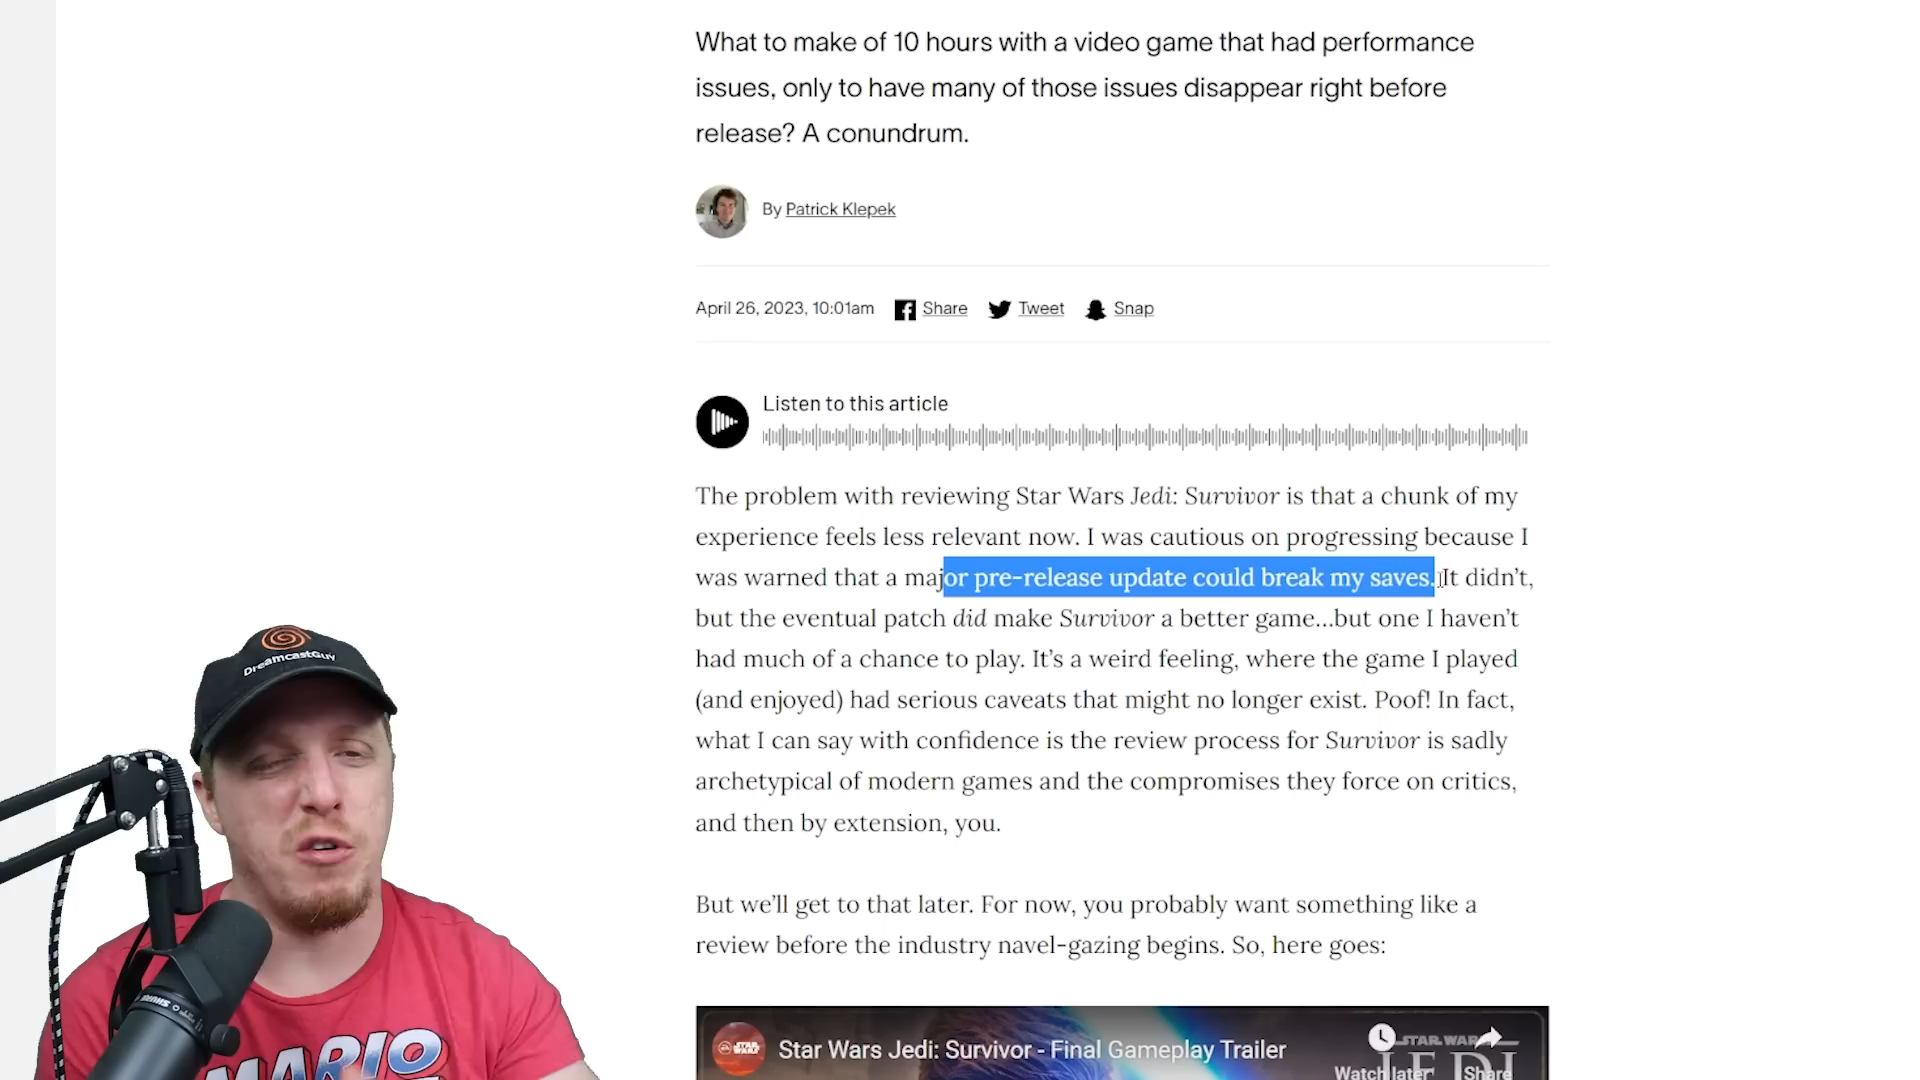 What to make of 10 hours with a video game that had performance
issues, only to have many of those issues disappear right before
release? A conundrum.
By Patrick Klepek
April 26, 2023, 10:01am Share Tweet Snap
Listen to this article
The problem with reviewing Star Wars Jedi: Survivor is that a chunk of my
experience feels less relevant now. I was cautious on progressing because I
was warned that a major pre-release update could break my saves. It didn’t,
but the eventual patch did make Survivor a better game…but one I haven’t
had much of a chance to play. It’s a weird feeling, where the game I played
(and enjoyed) had serious caveats that might no longer exist. Poof! In fact,
what I can say with confidence is the review process for Survivor is sadly
archetypical of modern games and the compromises they force on critics,
and then by extension, you.
But we’ll get to that later. For now, you probably want something like a
review before the industry navel-gazing begins. So, here goes:
Star Wars Jedi: Survivor - Final Gameplay Trailer
STAR WARS
JEDI
Watch later Share
DreamcastGuy
SHURE
MARIO